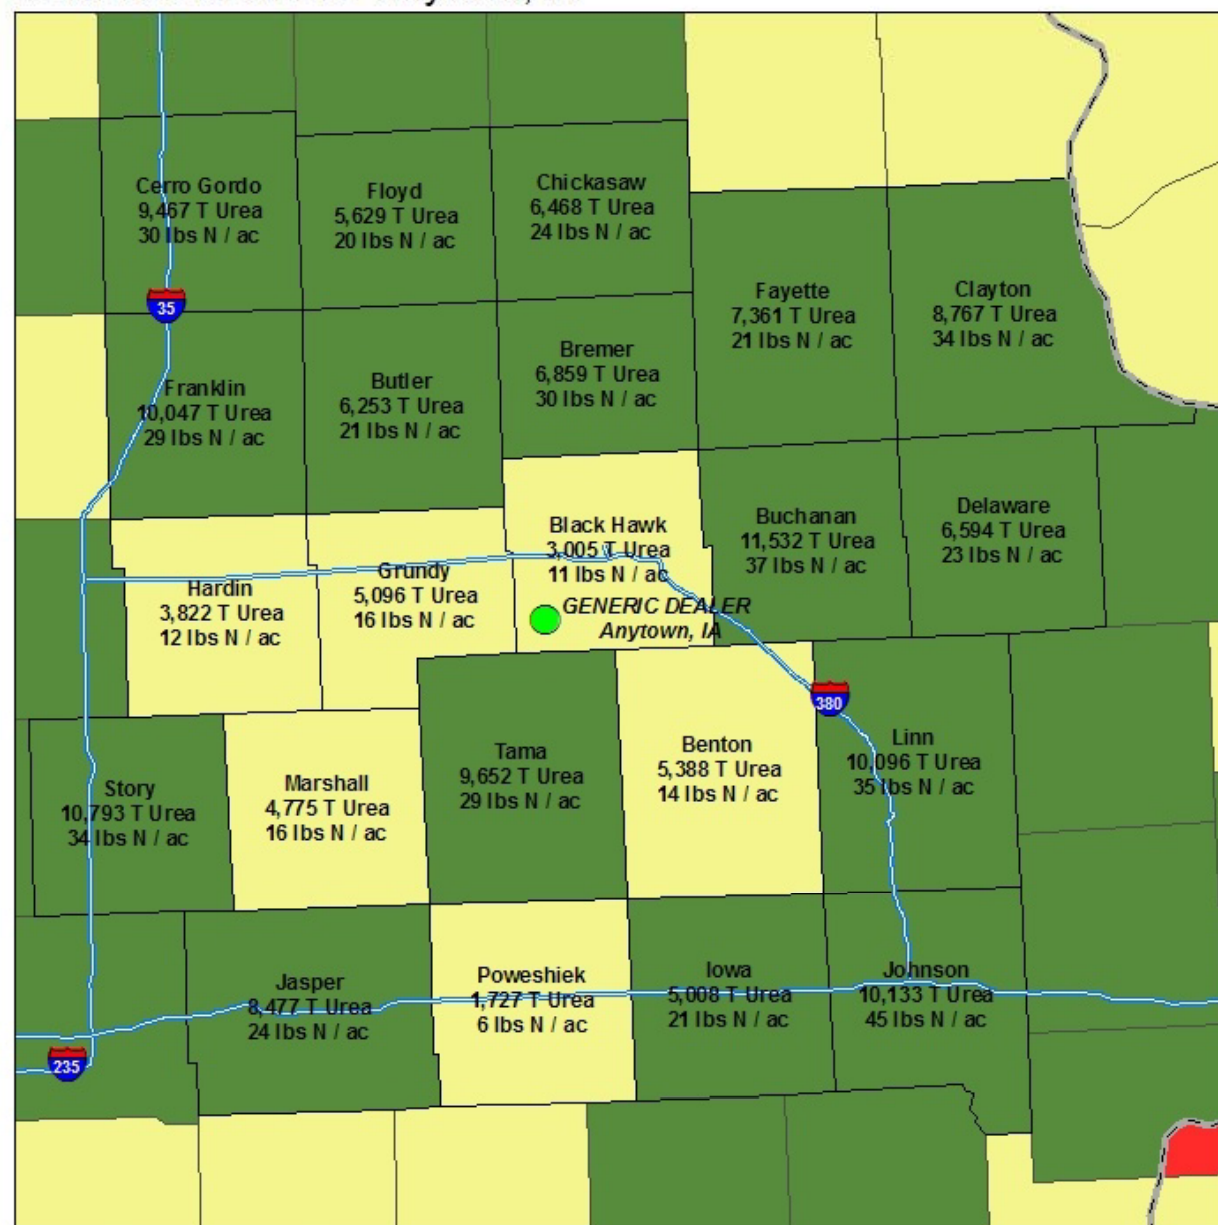 Cerro Gordo
9,467 T Urea
30 lbs N / ac
Floyd
5,629 T Urea
20 lbs N / ac
Chickasaw
6,468 T Urea
24 lbs N / ac
Fayette
7,361 T Urea
21 lbs N / ac
Clayton
8,767 T Urea
34 lbs N / ac
35
Franklin
10,047 T Urea
29 lbs N / ac
Butler
6,253 T Urea
21 lbs N / ac
Bremer
6,859 T Urea
30 lbs N / ac
Hardin
3,822 T Urea
12 lbs N / ac
Grundy
5,096 T Urea
16 lbs N / ac
Black Hawk
3,005 T Urea
11 lbs N / ac
GENERIC DEALER
Anytown, IA
Buchanan
11,532 T Urea
37 lbs N / ac
Delaware
6,594 T Urea
23 lbs N / ac
380
Story
10,793 T Urea
34 lbs N / ac
Marshall
4,775 T Urea
16 lbs N / ac
Tama
9,652 T Urea
29 lbs N / ac
Benton
5,388 T Urea
14 lbs N / ac
Linn
10,096 T Urea
35 lbs N / ac
Jasper
8,477 T Urea
24 lbs N / ac
Poweshiek
1,727 T Urea
6 lbs N / ac
Iowa
5,008 T Urea
21 lbs N / ac
Johnson
10,133 T Urea
45 lbs N / ac
235